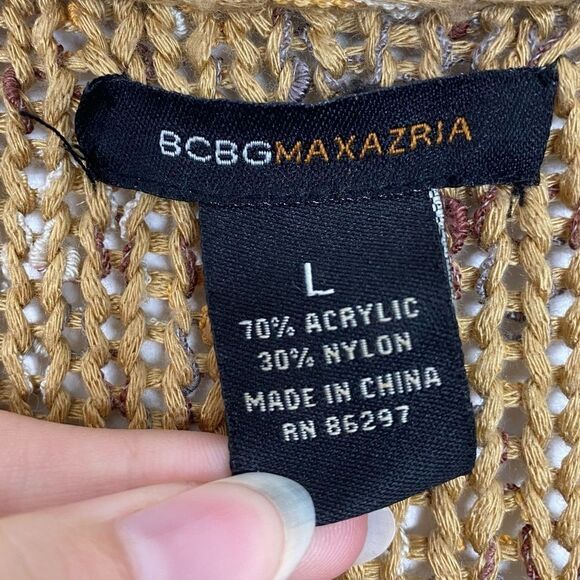 BCBGMAXAZRIA
L
70% ACRYLIC
30% NYLON
MADE IN CHINA
RN 86297